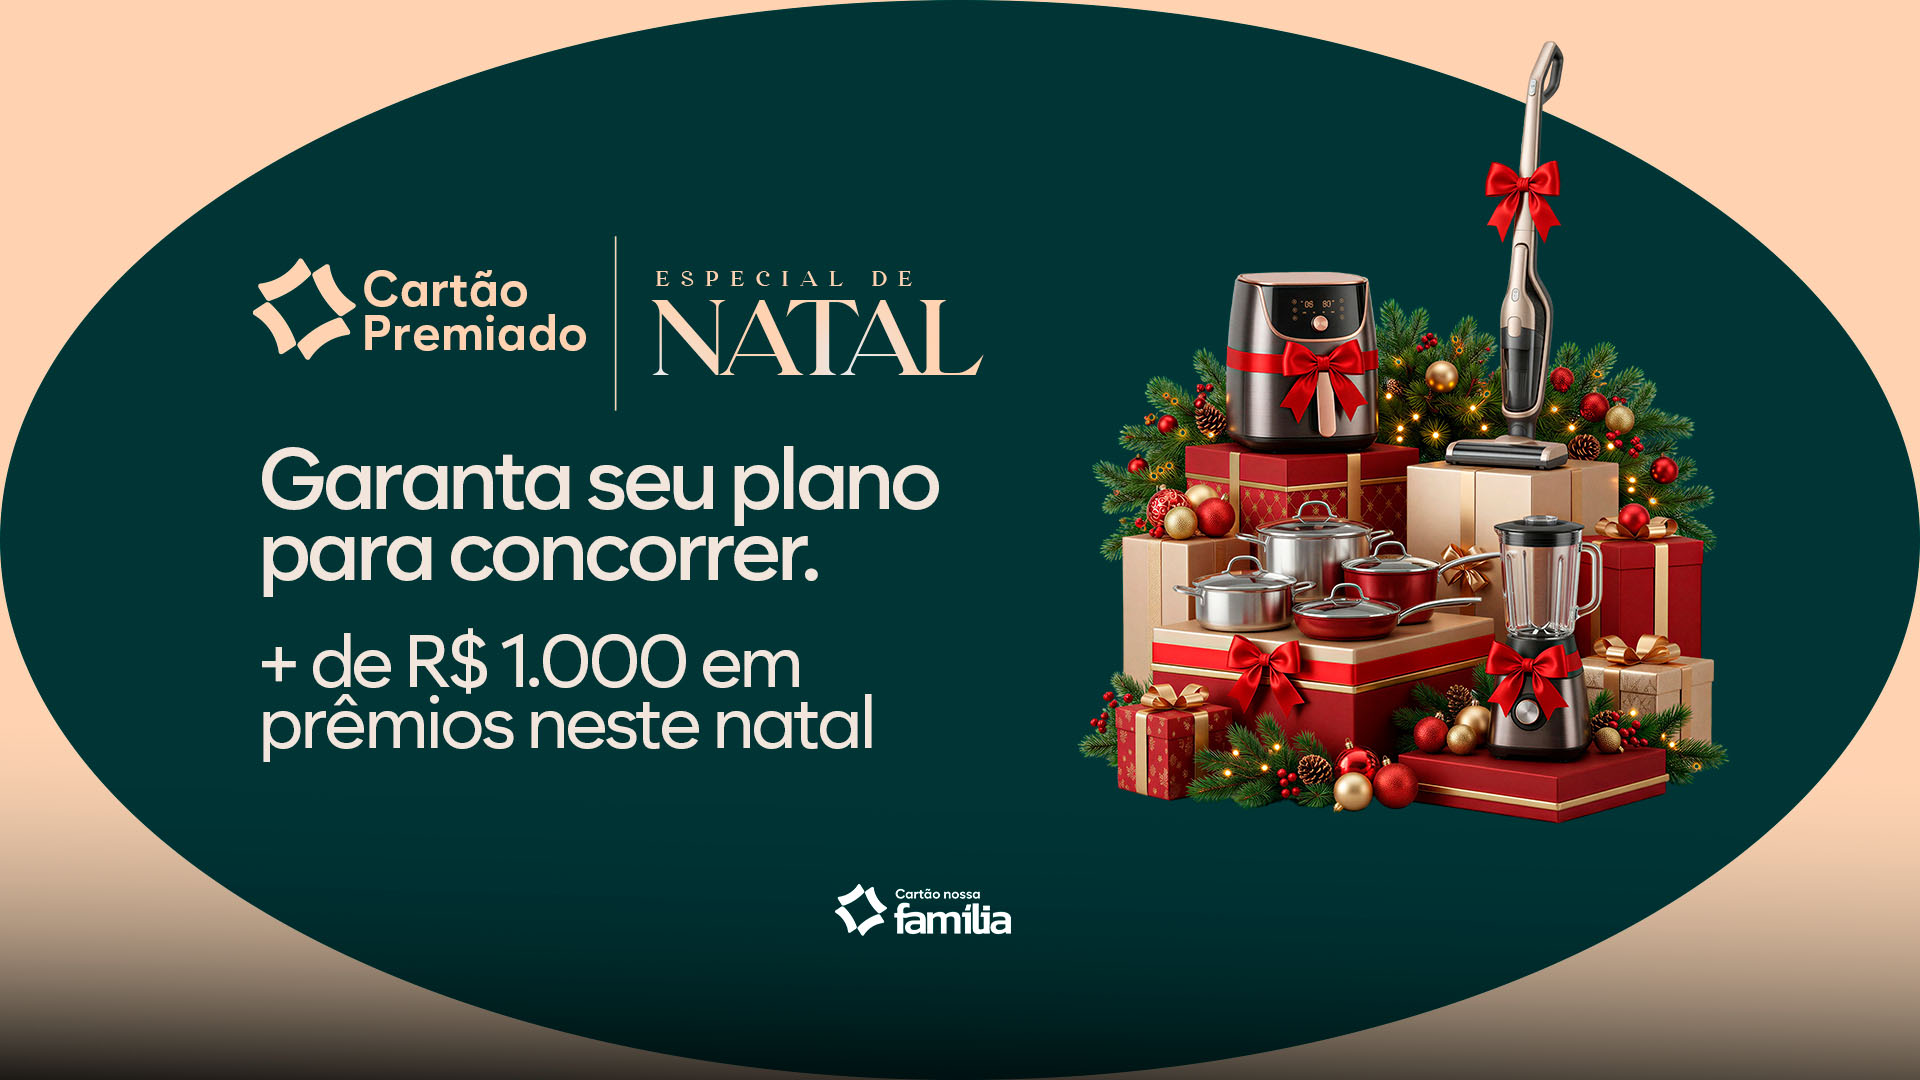 Cartão
Premiado
ESPECIAL DE
NATAL
Garanta seu plano
para concorrer.
+ de R$ 1.000 em
prêmios neste natal
Cartão nossa
família